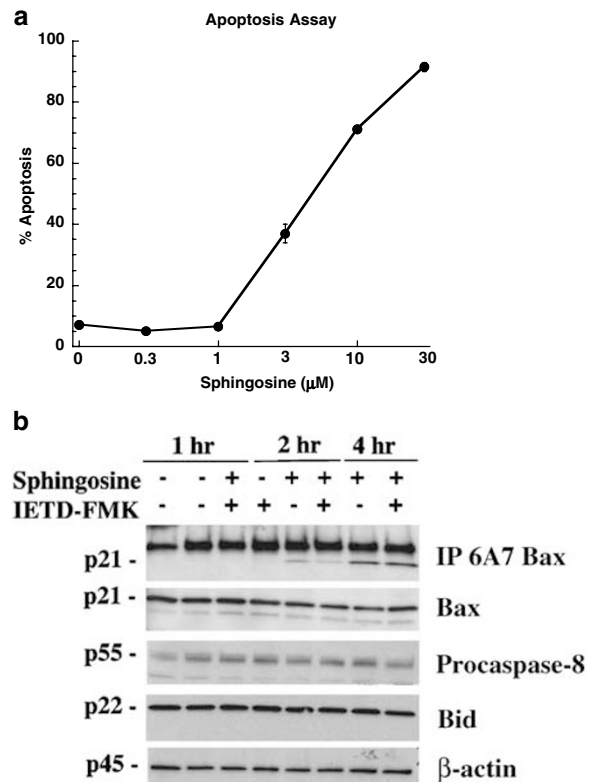 a
Apoptosis Assay
100
80
60
40
20
0
% Apoptosis
0 0.3 1 3 10 30
Sphingosine (μM)
b
1 hr 2 hr 4 hr
Sphingosine - - + - + + + +
IETD-FMK - - + + - + - +
p21 - IP 6A7 Bax
p21 - Bax
p55 - Procaspase-8
p22 - Bid
p45 - β-actin